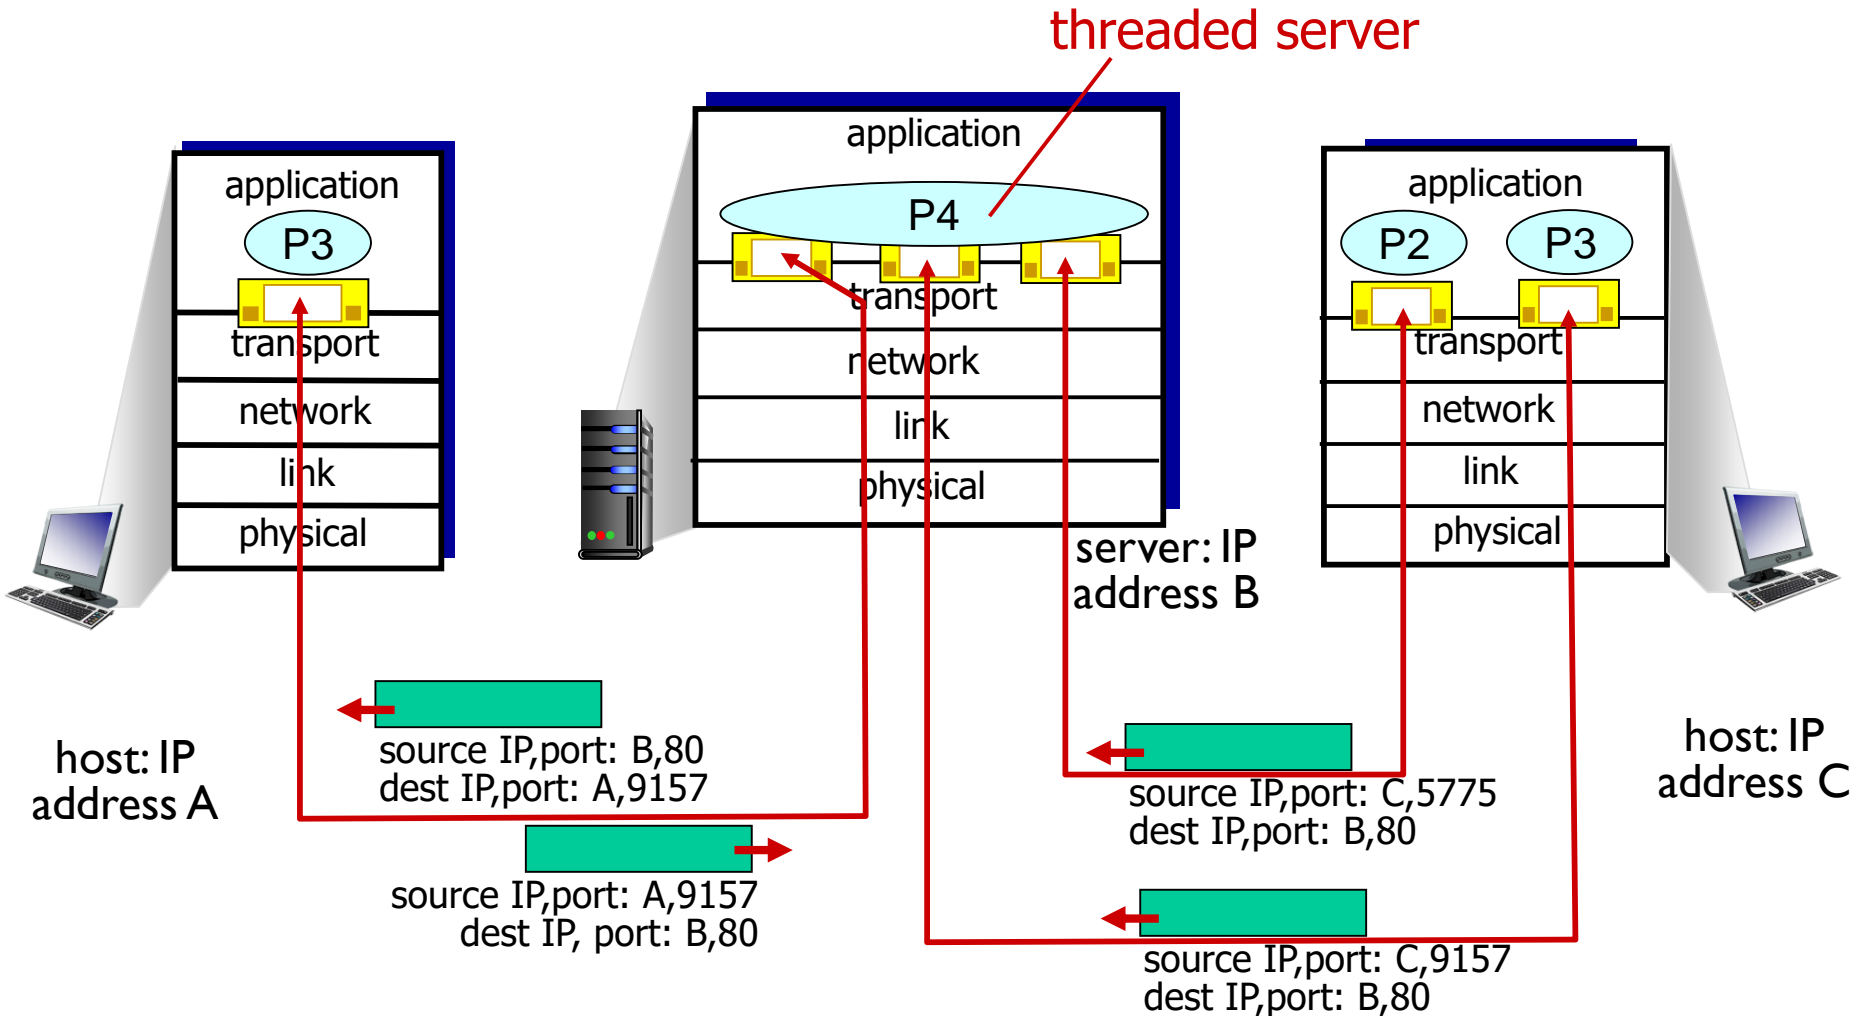 threaded server
application
P3
transport
network
link
physical
application
P4
transport
network
link
physical
application
P2
P3
transport
network
link
physical
server: IP
address B
host: IP
address A
source IP,port: B,80
dest IP,port: A,9157
source IP,port: A,9157
dest IP, port: B,80
source IP,port: C,5775
dest IP,port: B,80
source IP,port: C,9157
dest IP,port: B,80
host: IP
address C